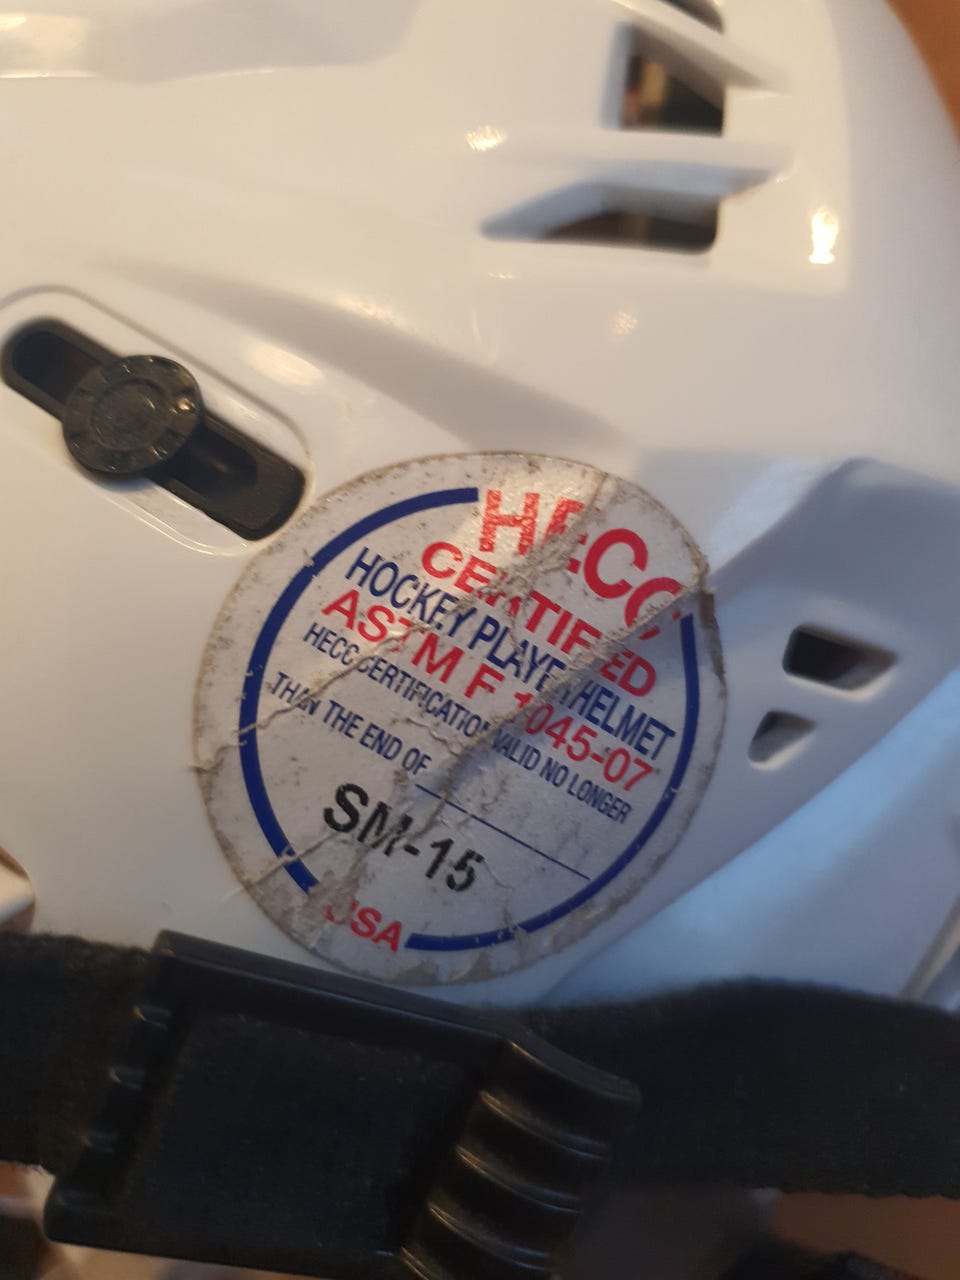 HECC
CERTIFIED
HOCKEY PLAYER HELMET
ASTM F 1045-07
HECC CERTIFICATION VALID NO LONGER
THAN THE END OF
SM-15
USA